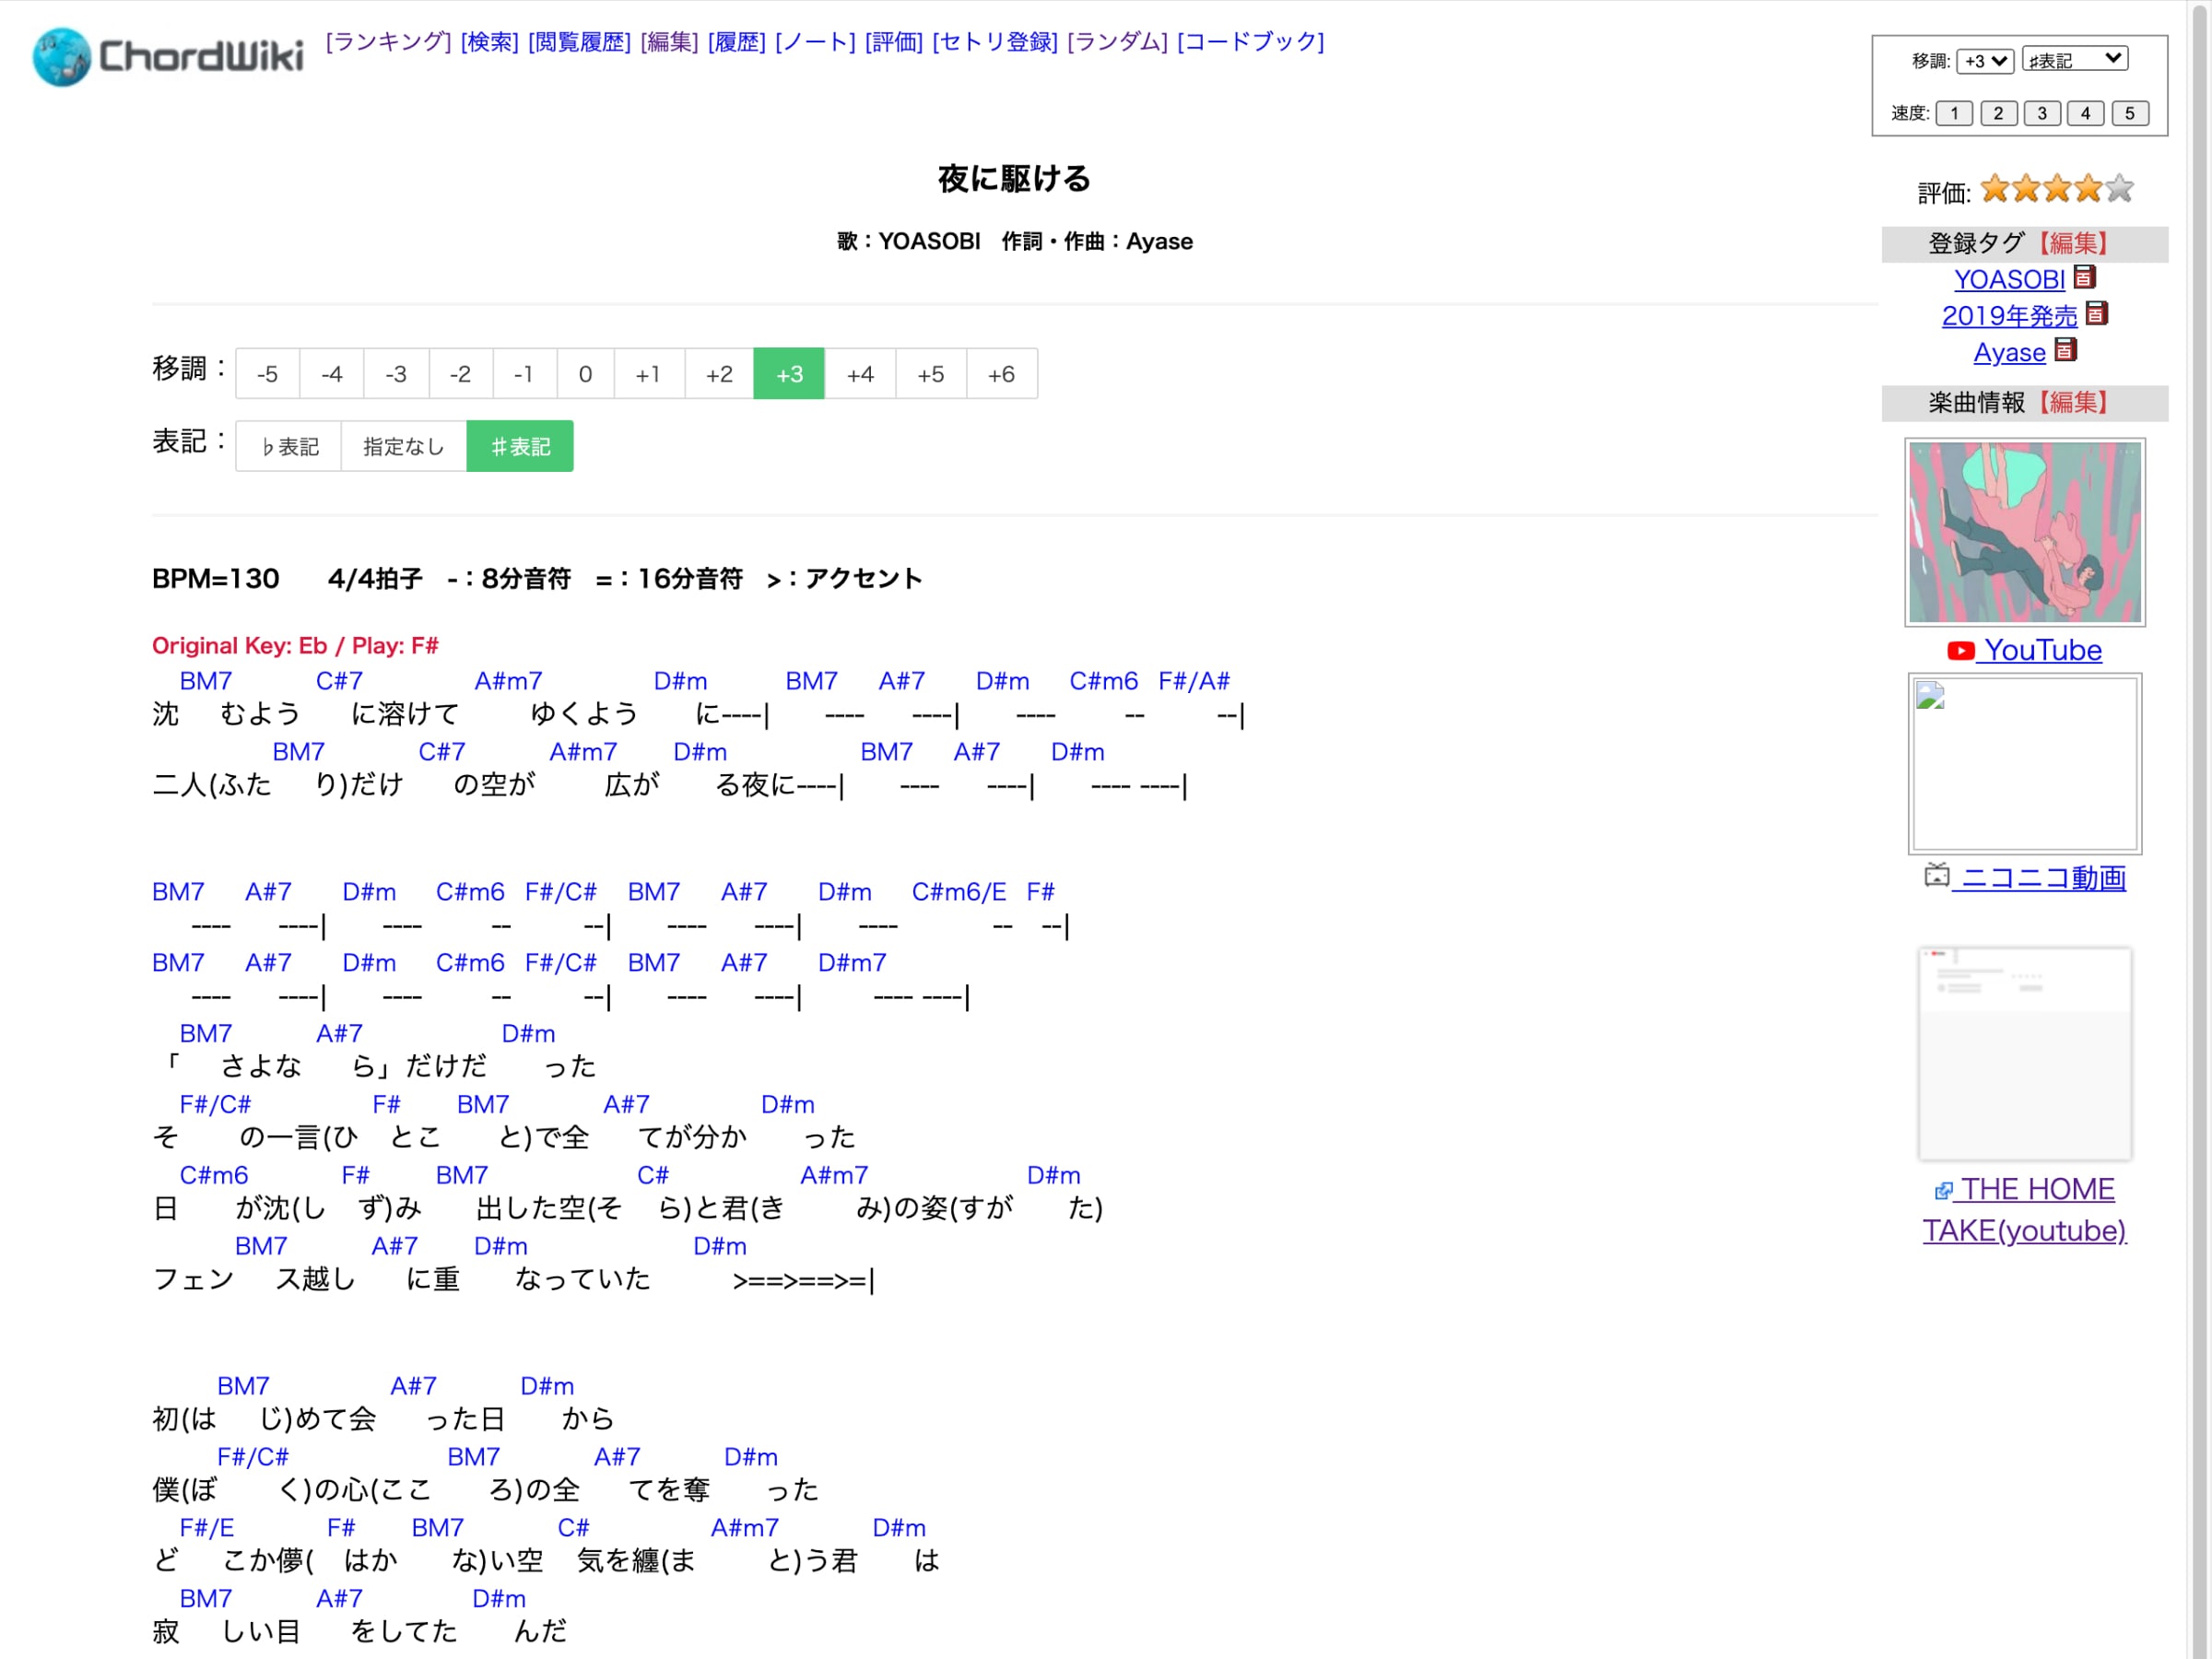 ChordWiki [ランキング] [検索] [閲覧履歴] [編集] [履歴] [ノート] [評価] [セトリ登録] [ランダム] [コードブック]
移調: +3 ♯表記
速度: 1 2 3 4 5
夜に駆ける
歌：YOASOBI 作詞・作曲：Ayase
移調： -5 -4 -3 -2 -1 0 +1 +2 +3 +4 +5 +6
表記： ♭表記 指定なし ♯表記
BPM=130 4/4拍子 -：8分音符 =：16分音符 >：アクセント
Original Key: Eb / Play: F#
BM7 C#7 A#m7 D#m BM7 A#7 D#m C#m6 F#/A#
沈 むよう に溶けて ゆくよう に----| ---- ----| ---- -- --|
BM7 C#7 A#m7 D#m BM7 A#7 D#m
二人(ふた り)だけ の空が 広が る夜に----| ---- ----| ---- ----|
BM7 A#7 D#m C#m6 F#/C# BM7 A#7 D#m C#m6/E F#
---- ----| ---- -- --| ---- ----| ---- -- --|
BM7 A#7 D#m C#m6 F#/C# BM7 A#7 D#m7
---- ----| ---- -- --| ---- ----| ---- ----|
BM7 A#7 D#m
「 さよな ら」だけだ った
F#/C# F# BM7 A#7 D#m
そ の一言(ひ とこ と)で全 てが分か った
C#m6 F# BM7 C# A#m7 D#m
日 が沈(し ず)み 出した空(そ ら)と君(き み)の姿(すが た)
BM7 A#7 D#m D#m
フェン ス越し に重 なっていた >==>==>=|
BM7 A#7 D#m
初(は じ)めて会 った日 から
F#/C# BM7 A#7 D#m
僕(ぼ く)の心(ここ ろ)の全 てを奪 った
F#/E F# BM7 C# A#m7 D#m
ど こか儚( はか な)い空 気を纏(ま と)う君 は
BM7 A#7 D#m
寂 しい目 をしてた んだ
評価:
登録タグ【編集】
YOASOBI 百
2019年発売 百
Ayase 百
楽曲情報【編集】
YouTube
ニコニコ動画
THE HOME
TAKE(youtube)